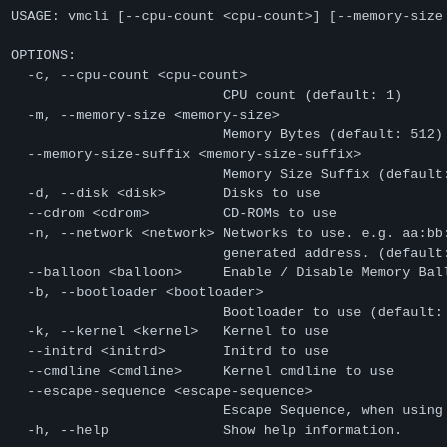 USAGE: vmcli [--cpu-count <cpu-count>] [--memory-size
OPTIONS:
-c, --cpu-count <cpu-count>
CPU count (default: 1)
-m, --memory-size <memory-size>
Memory Bytes (default: 512)
--memory-size-suffix <memory-size-suffix>
Memory Size Suffix (default:
-d, --disk <disk> Disks to use
--cdrom <cdrom> CD-ROMs to use
-n, --network <network> Networks to use. e.g. aa:bb:
generated address. (default:
--balloon <balloon> Enable / Disable Memory Ball
-b, --bootloader <bootloader>
Bootloader to use (default:
-k, --kernel <kernel> Kernel to use
--initrd <initrd> Initrd to use
--cmdline <cmdline> Kernel cmdline to use
--escape-sequence <escape-sequence>
Escape Sequence, when using
-h, --help Show help information.